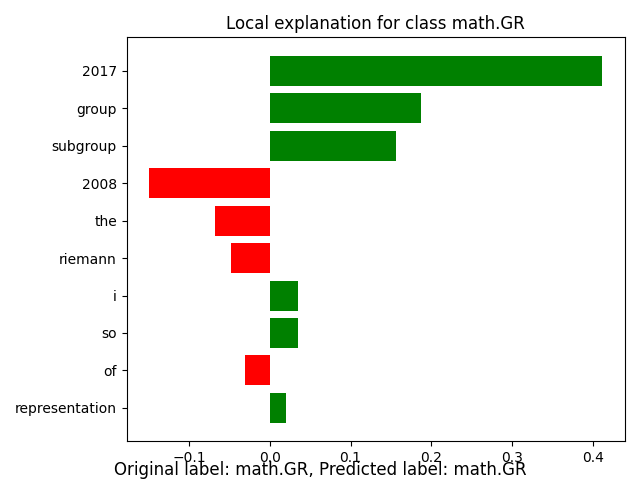 Local explanation for class math.GR
2017
group
subgroup
2008
the
riemann
i
so
of
representation
−0.1 0.0 0.1 0.2 0.3 0.4
Original label: math.GR, Predicted label: math.GR